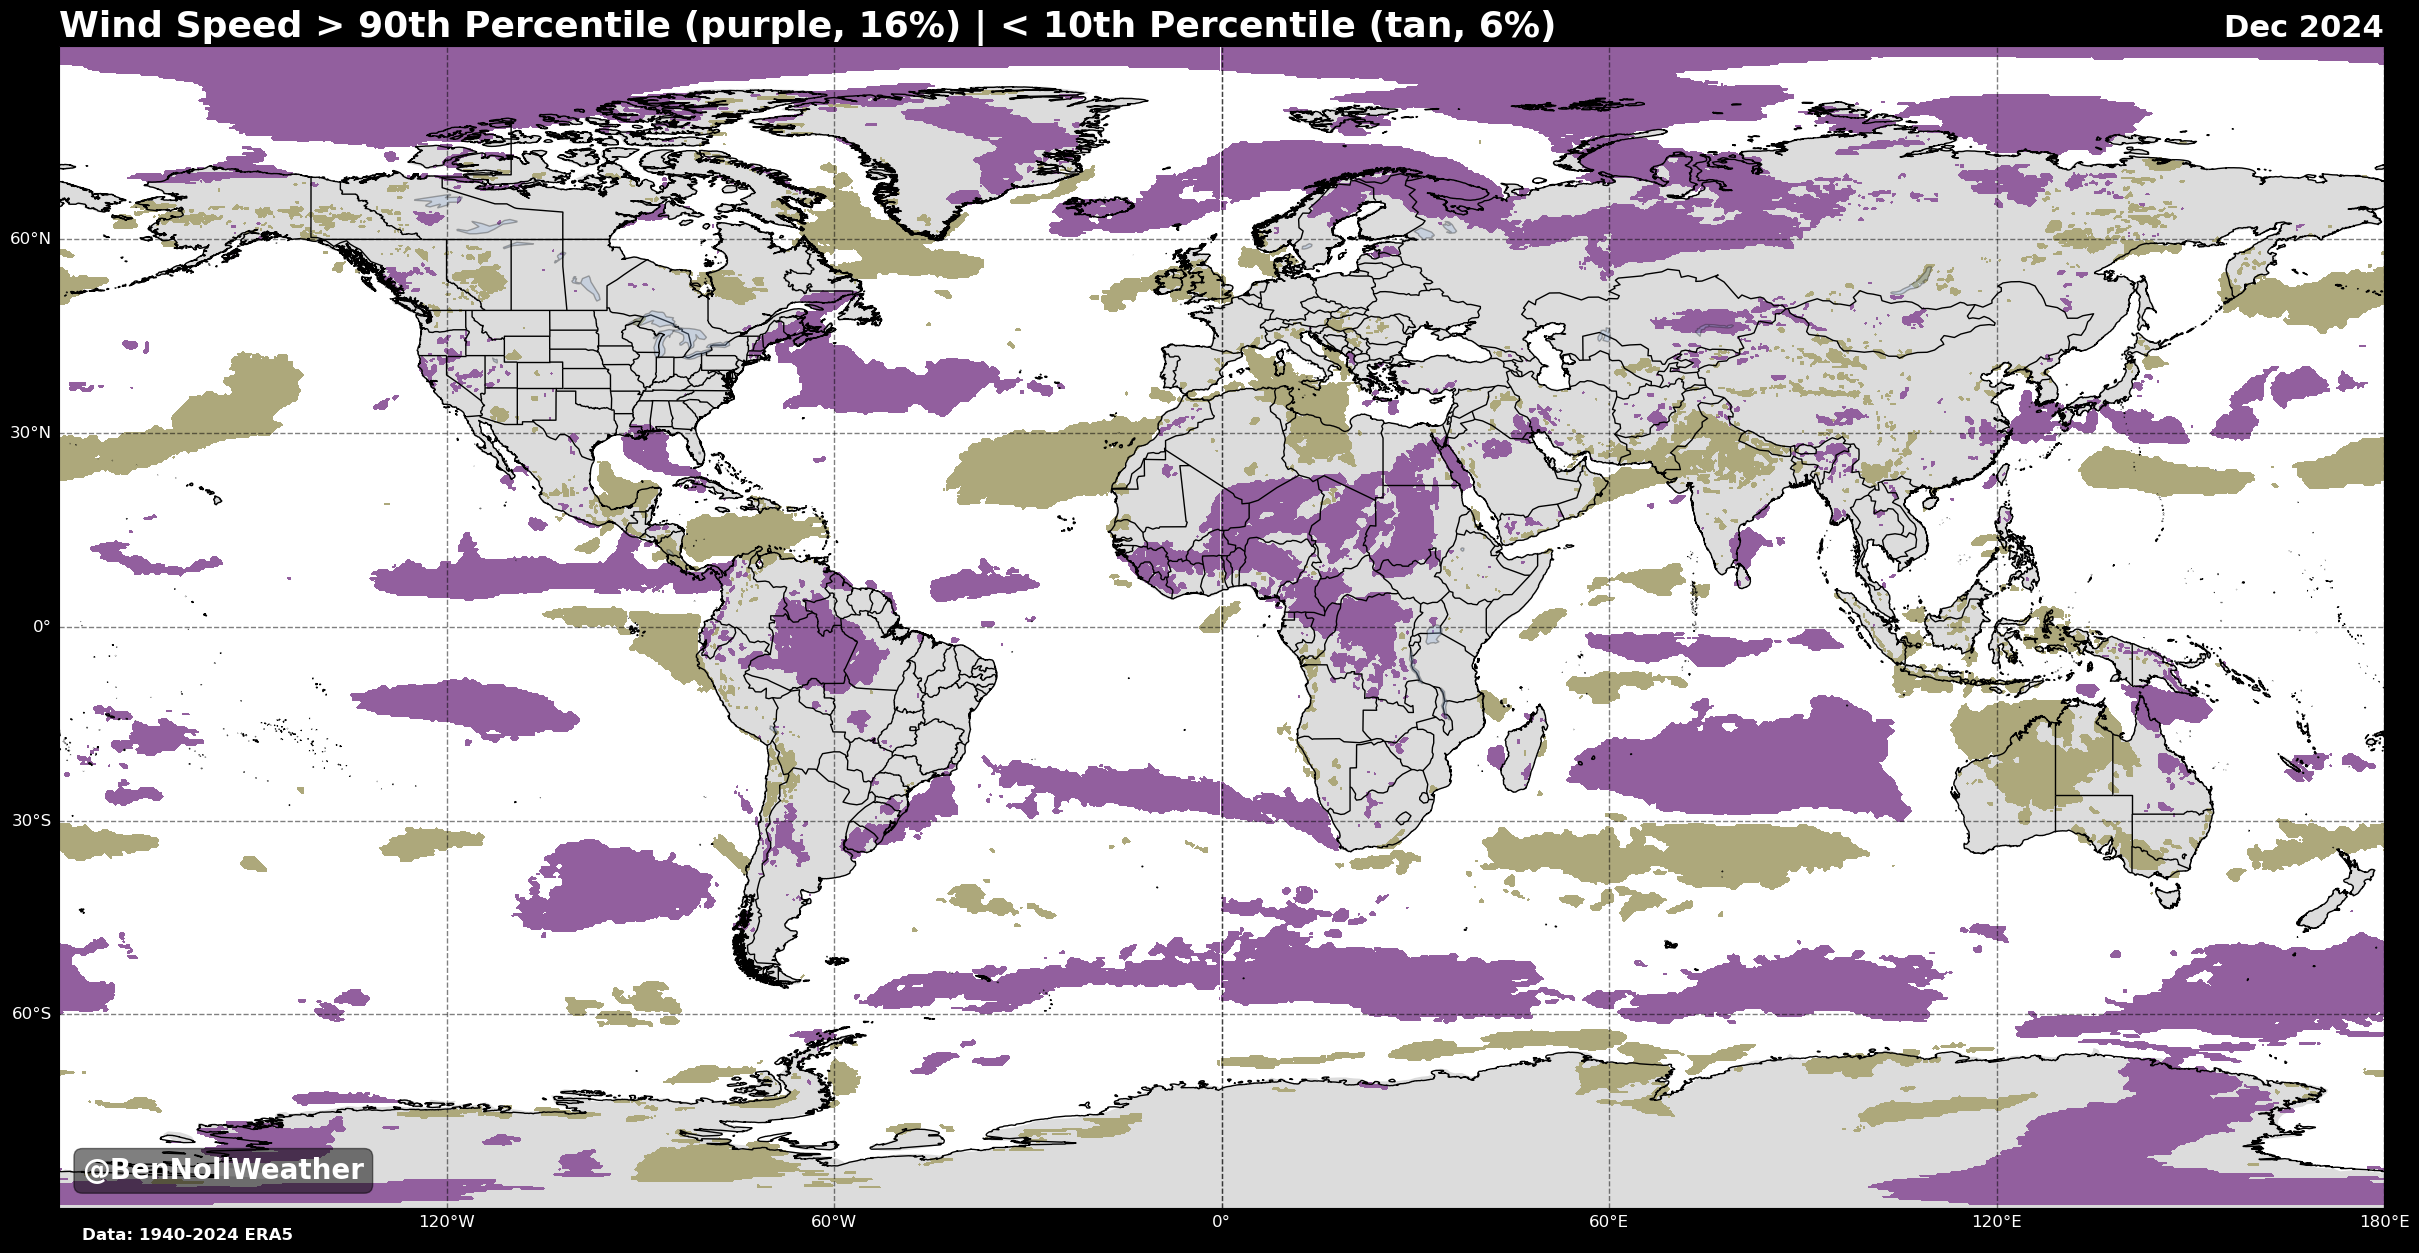 Wind Speed > 90th Percentile (purple, 16%) | < 10th Percentile (tan, 6%)
Dec 2024
60°N
30°N
0°
30°S
60°S
@BenNollWeather
120°W
60°W
0°
60°E
120°E
180°E
Data: 1940-2024 ERA5